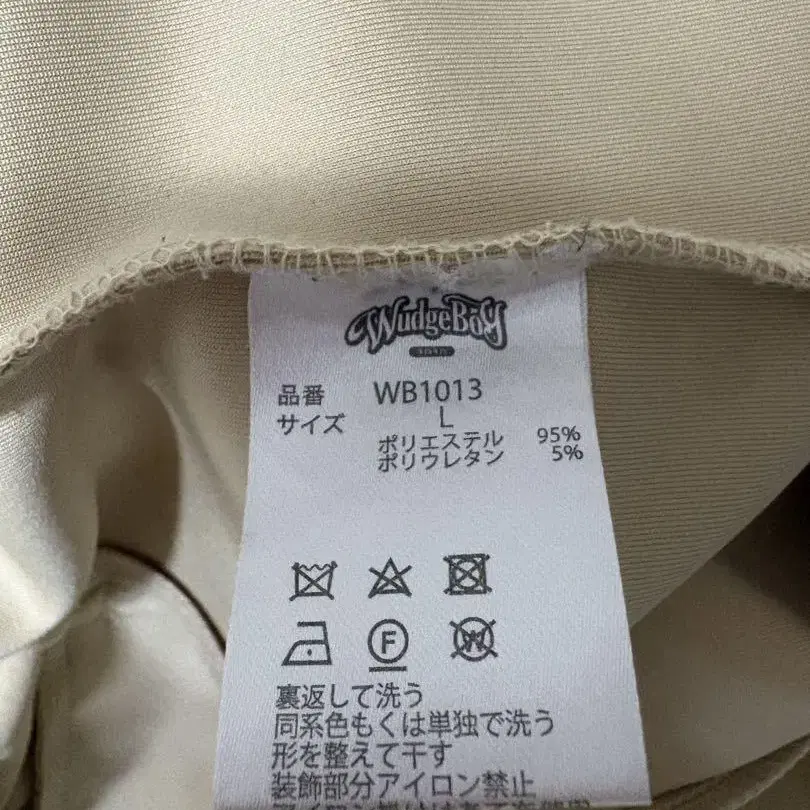 WudgeBoy
品番 WB1013
サイズ L
ポリエステル 95%
ポリウレタン 5%
F
W
裏返して洗う
同系色もくは単独で洗う
形を整えて干す
装飾部分アイロン禁止